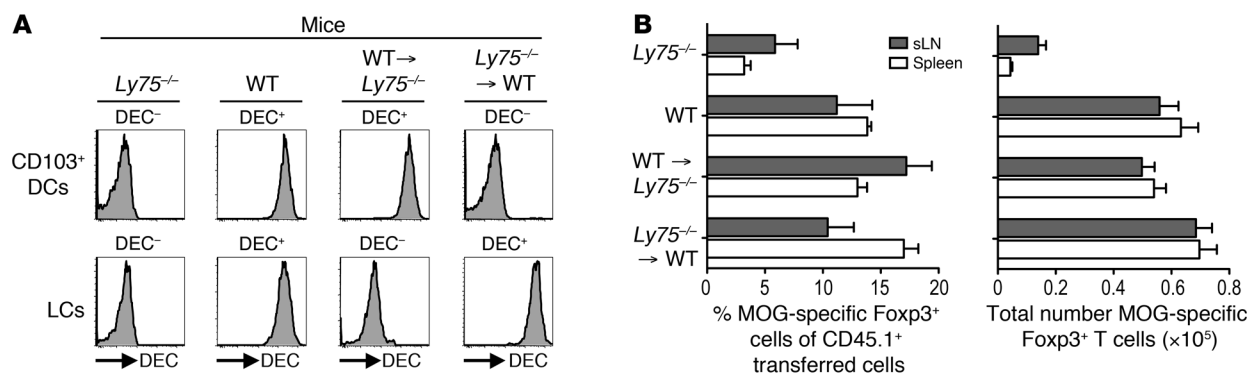 A
Mice
Ly75–/–
WT
WT→
Ly75–/–
Ly75–/–
→ WT
DEC–
DEC+
DEC+
DEC–
CD103+
DCs
DEC–
DEC+
DEC–
DEC+
LCs
DEC
DEC
DEC
DEC
B
sLN
Spleen
Ly75–/–
WT
WT →
Ly75–/–
Ly75–/–
→ WT
0 5 10 15 20
% MOG-specific Foxp3+
cells of CD45.1+
transferred cells
0 0.2 0.4 0.6 0.8
Total number MOG-specific
Foxp3+ T cells (×10⁵)